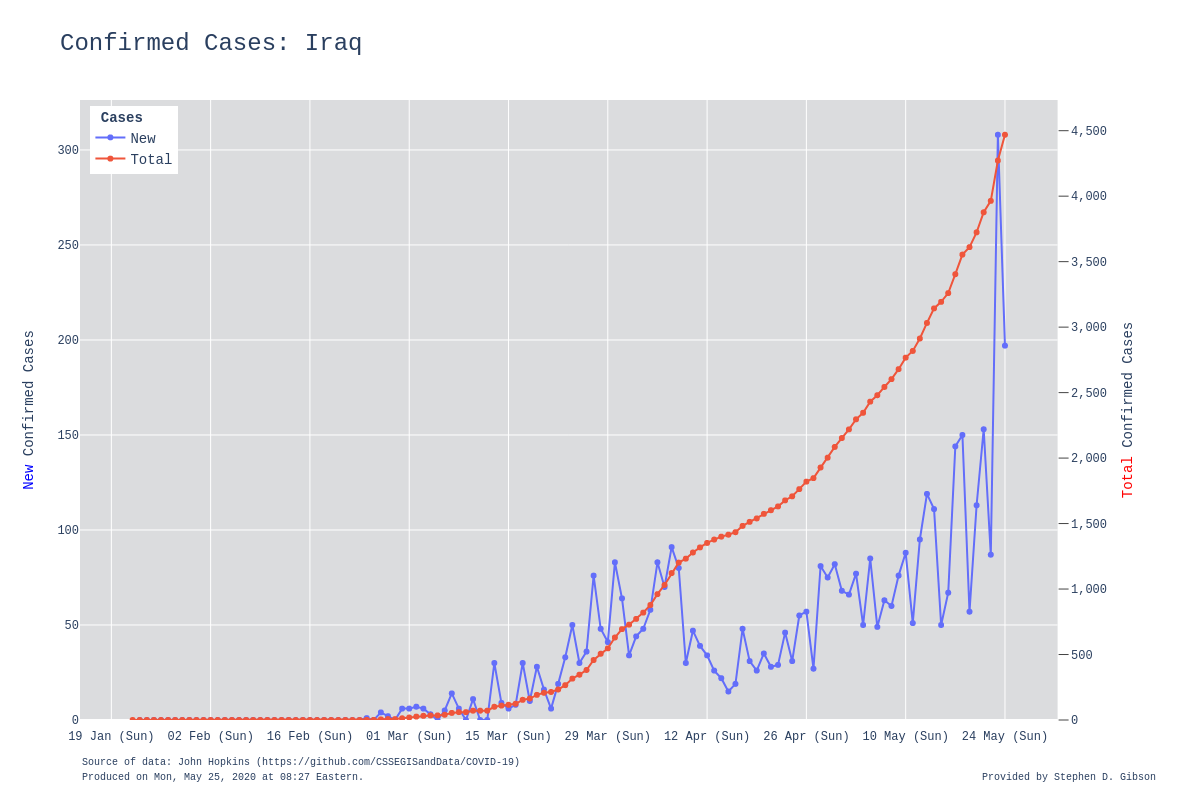 Confirmed Cases: Iraq
Cases
New
Total
300
250
200
150
100
50
0
4,500
4,000
3,500
3,000
2,500
2,000
1,500
1,000
500
0
New Confirmed Cases
Total Confirmed Cases
19 Jan (Sun) 02 Feb (Sun) 16 Feb (Sun) 01 Mar (Sun) 15 Mar (Sun) 29 Mar (Sun) 12 Apr (Sun) 26 Apr (Sun) 10 May (Sun) 24 May (Sun)
Source of data: John Hopkins (https://github.com/CSSEGISandData/COVID-19)
Produced on Mon, May 25, 2020 at 08:27 Eastern.
Provided by Stephen D. Gibson